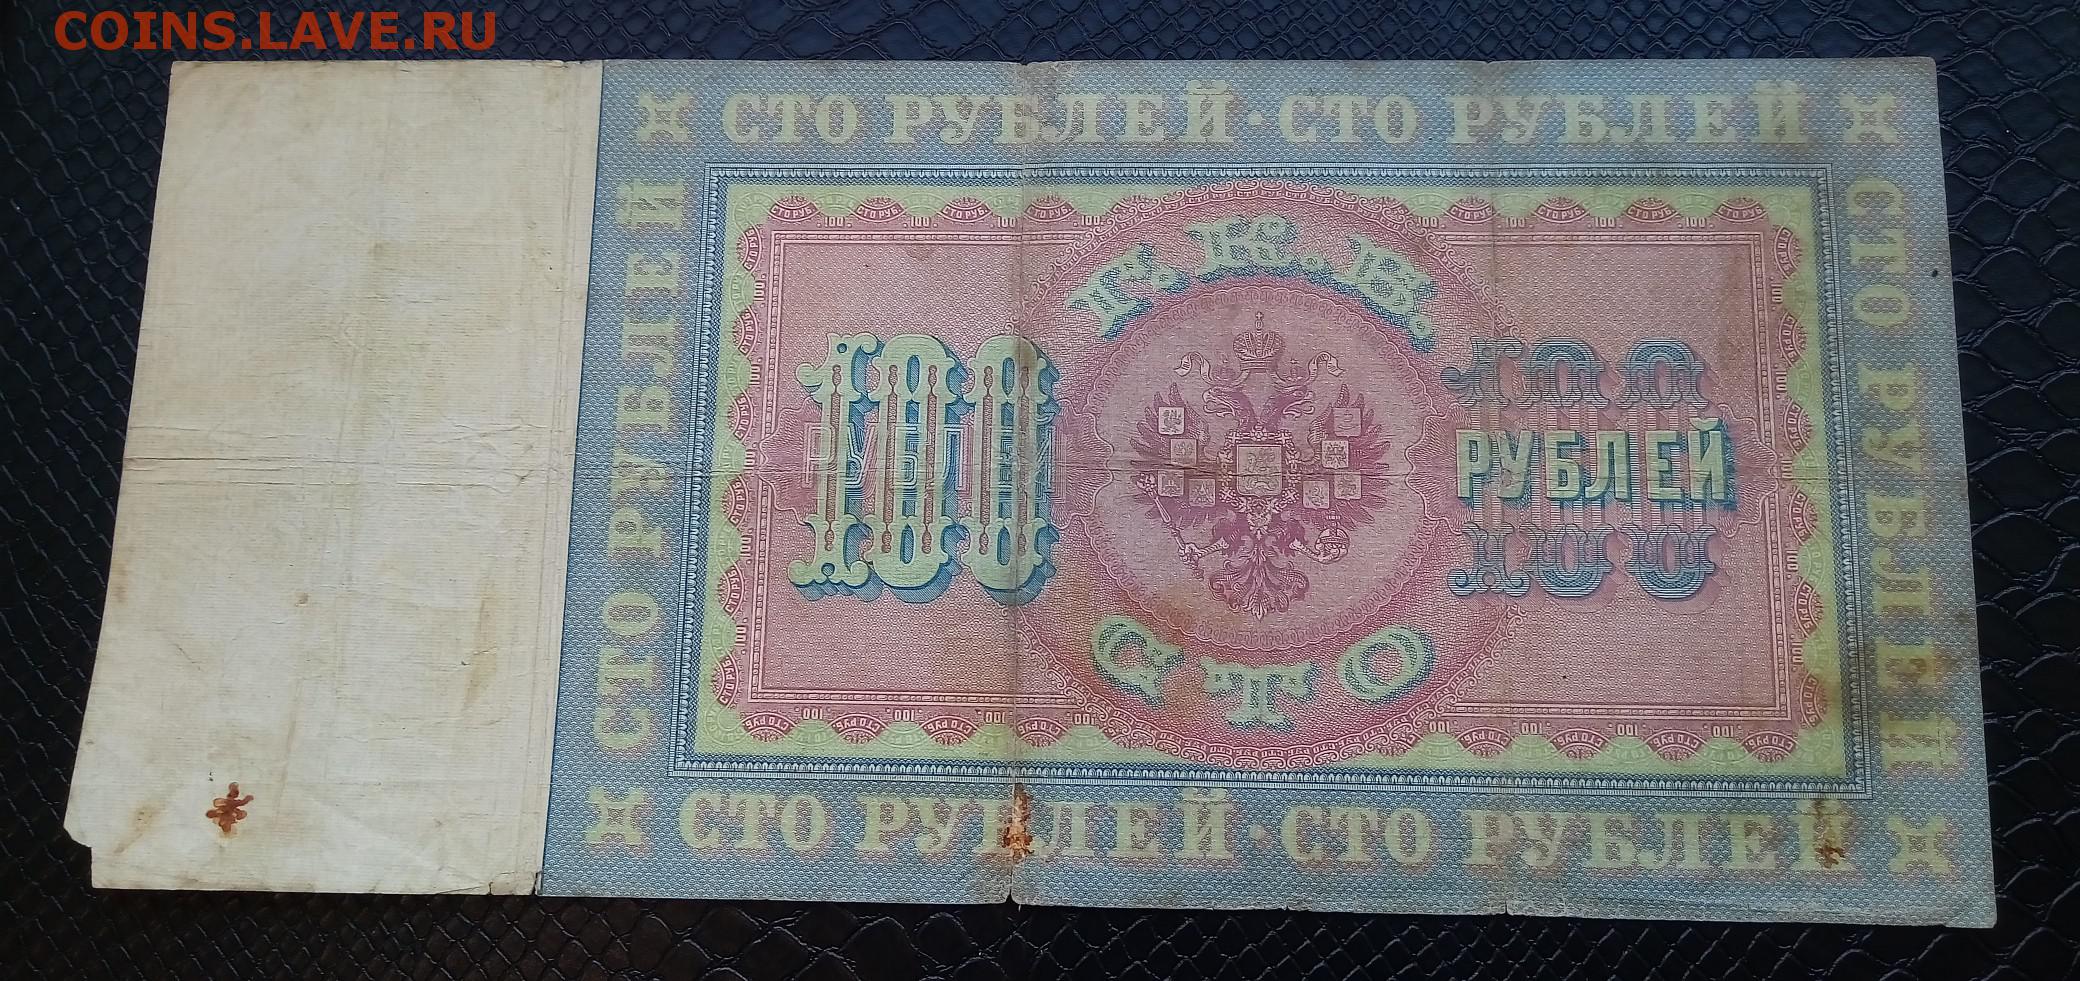 COINS.LAVE.RU
СТО РУБЛЕЙ · СТО РУБЛЕЙ
СТО РУБЛЕЙ
Г. К. Б.
100
РУБЛЕЙ
100
РУБЛЕЙ
СТО
СТО РУБЛЕЙ
СТО РУБЛЕЙ · СТО РУБЛЕЙ